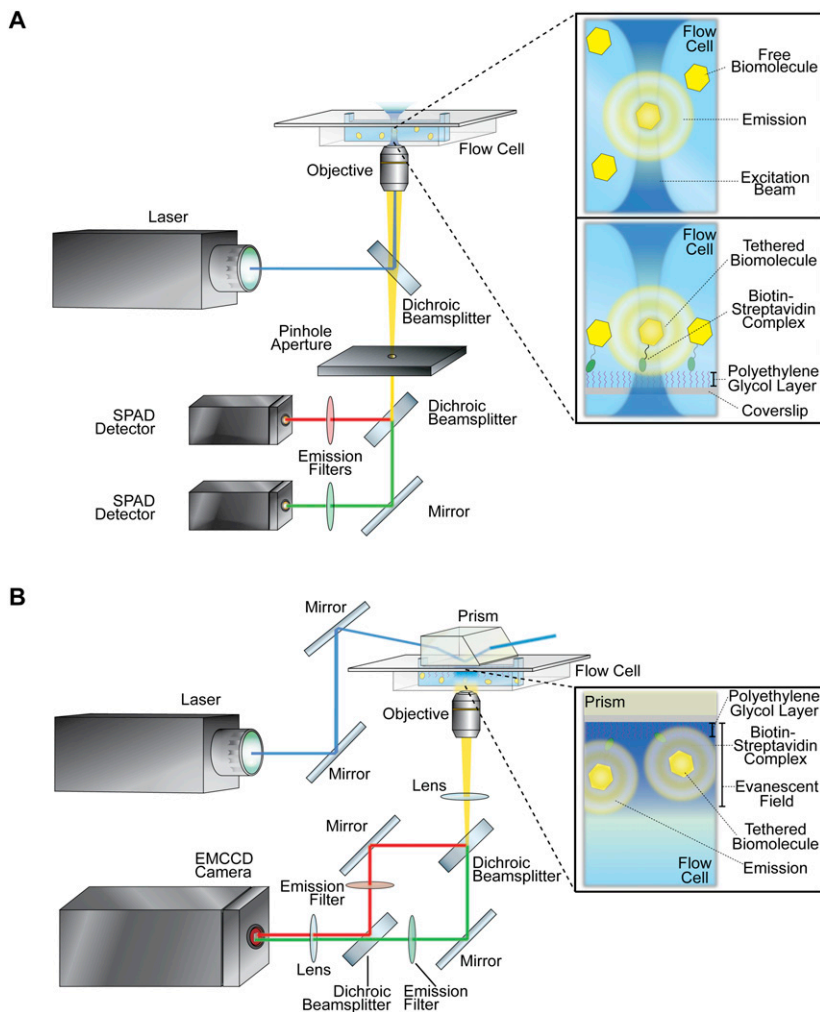 A
Flow
Cell
Free
Biomolecule
Emission
Excitation
Beam
Flow Cell
Objective
Laser
Dichroic
Beamsplitter
Pinhole
Aperture
SPAD
Detector
Emission
Filters
Dichroic
Beamsplitter
SPAD
Detector
Mirror
Flow
Cell
Tethered
Biomolecule
Biotin-
Streptavidin
Complex
Polyethylene
Glycol Layer
Coverslip
B
Mirror
Prism
Flow Cell
Laser
Objective
Mirror
Lens
Mirror
Dichroic
Beamsplitter
EMCCD
Camera
Emission
Filter
Lens
Dichroic
Beamsplitter
Emission
Filter
Mirror
Prism
Polyethylene
Glycol Layer
Biotin-
Streptavidin
Complex
Evanescent
Field
Tethered
Biomolecule
Emission
Flow
Cell